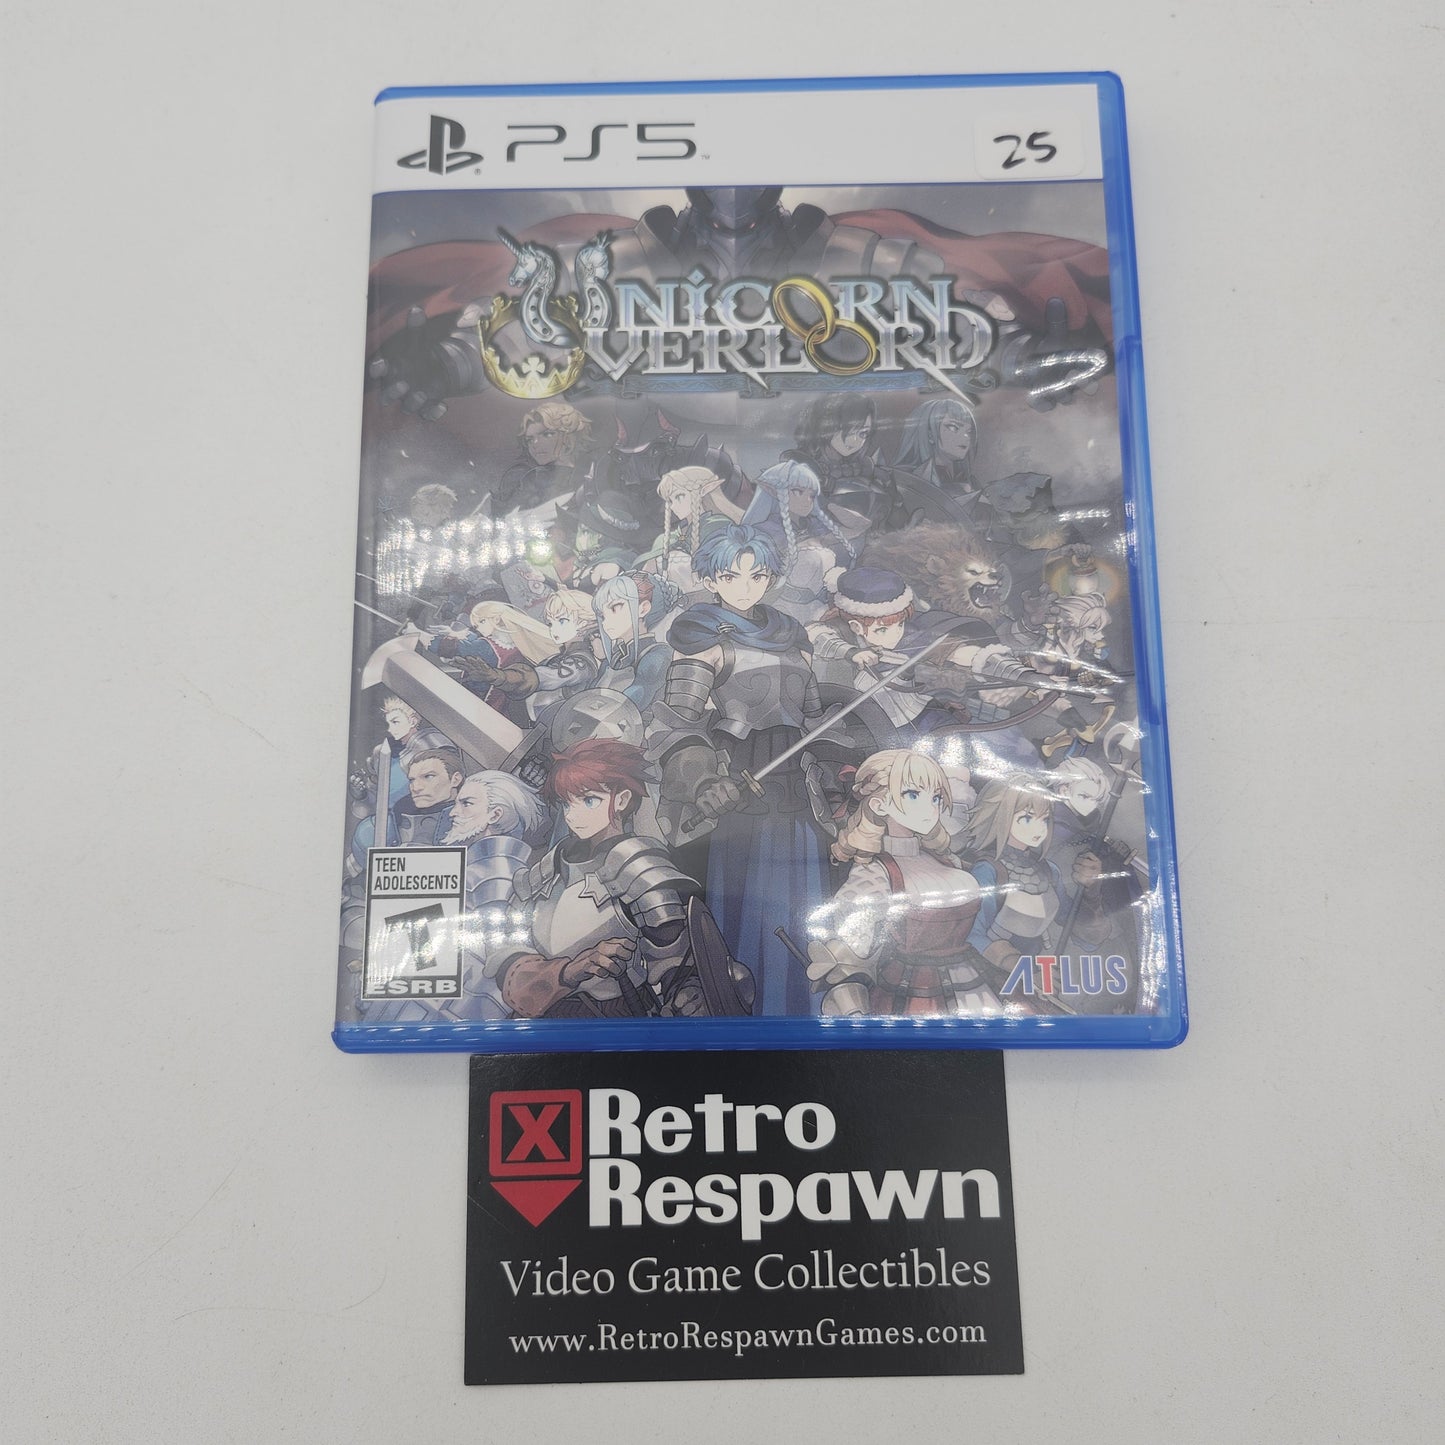 PS5
25
UNICORN
OVERLORD
TEEN
ADOLESCENTS
T
ESRB
ATLUS
X
Retro
Respawn
Video Game Collectibles
www.RetroRespawnGames.com